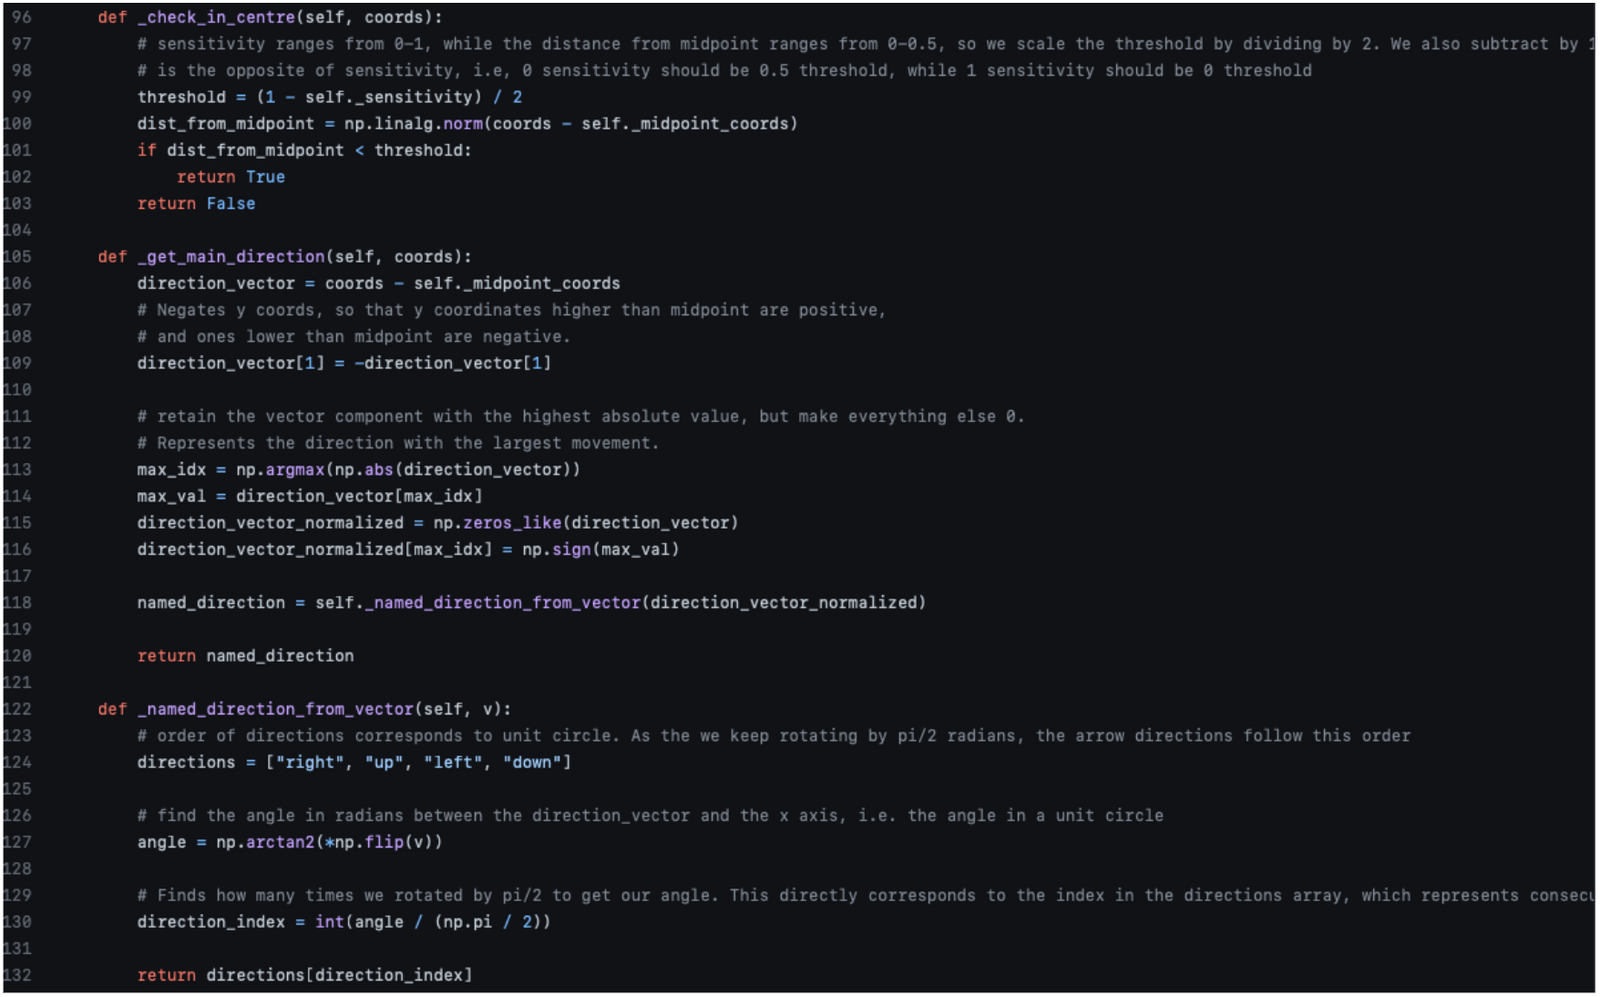 96 def _check_in_centre(self, coords):
97 # sensitivity ranges from 0-1, while the distance from midpoint ranges from 0-0.5, so we scale the threshold by dividing by 2. We also subtract by 1
98 # is the opposite of sensitivity, i.e, 0 sensitivity should be 0.5 threshold, while 1 sensitivity should be 0 threshold
99 threshold = (1 - self._sensitivity) / 2
100 dist_from_midpoint = np.linalg.norm(coords - self._midpoint_coords)
101 if dist_from_midpoint < threshold:
102 return True
103 return False
104
105 def _get_main_direction(self, coords):
106 direction_vector = coords - self._midpoint_coords
107 # Negates y coords, so that y coordinates higher than midpoint are positive,
108 # and ones lower than midpoint are negative.
109 direction_vector[1] = -direction_vector[1]
110
111 # retain the vector component with the highest absolute value, but make everything else 0.
112 # Represents the direction with the largest movement.
113 max_idx = np.argmax(np.abs(direction_vector))
114 max_val = direction_vector[max_idx]
115 direction_vector_normalized = np.zeros_like(direction_vector)
116 direction_vector_normalized[max_idx] = np.sign(max_val)
117
118 named_direction = self._named_direction_from_vector(direction_vector_normalized)
119
120 return named_direction
121
122 def _named_direction_from_vector(self, v):
123 # order of directions corresponds to unit circle. As the we keep rotating by pi/2 radians, the arrow directions follow this order
124 directions = ["right", "up", "left", "down"]
125
126 # find the angle in radians between the direction_vector and the x axis, i.e. the angle in a unit circle
127 angle = np.arctan2(*np.flip(v))
128
129 # Finds how many times we rotated by pi/2 to get our angle. This directly corresponds to the index in the directions array, which represents
130 direction_index = int(angle / (np.pi / 2))
131
132 return directions[direction_index]